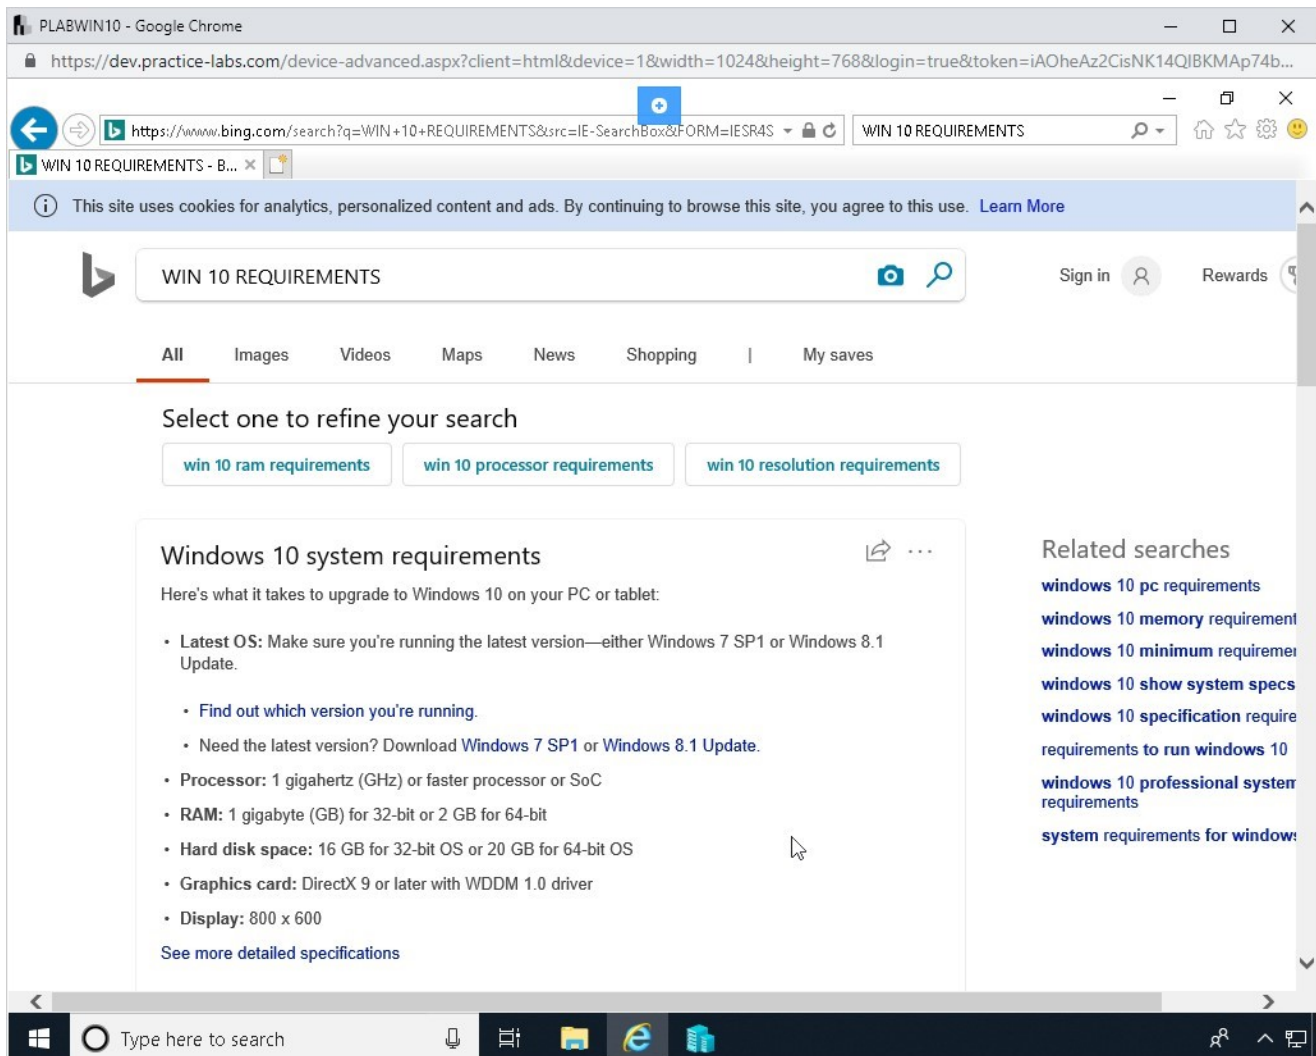 PLABWIN10 - Google Chrome
https://dev.practice-labs.com/device-advanced.aspx?client=html&device=1&width=1024&height=768&login=true&token=iAOheAz2CisNK14QIBKMAp74b...
https://www.bing.com/search?q=WIN+10+REQUIREMENTS&src=IE-SearchBox&FORM=IESR4S
WIN 10 REQUIREMENTS
WIN 10 REQUIREMENTS - B...
This site uses cookies for analytics, personalized content and ads. By continuing to browse this site, you agree to this use. Learn More
WIN 10 REQUIREMENTS
Sign in
Rewards
All Images Videos Maps News Shopping | My saves
Select one to refine your search
win 10 ram requirements
win 10 processor requirements
win 10 resolution requirements
Windows 10 system requirements
Here's what it takes to upgrade to Windows 10 on your PC or tablet:
• Latest OS: Make sure you're running the latest version—either Windows 7 SP1 or Windows 8.1
Update.
• Find out which version you're running.
• Need the latest version? Download Windows 7 SP1 or Windows 8.1 Update.
• Processor: 1 gigahertz (GHz) or faster processor or SoC
• RAM: 1 gigabyte (GB) for 32-bit or 2 GB for 64-bit
• Hard disk space: 16 GB for 32-bit OS or 20 GB for 64-bit OS
• Graphics card: DirectX 9 or later with WDDM 1.0 driver
• Display: 800 x 600
See more detailed specifications
Related searches
windows 10 pc requirements
windows 10 memory requirement
windows 10 minimum requiremen
windows 10 show system specs
windows 10 specification require
requirements to run windows 10
windows 10 professional system
requirements
system requirements for windows
Type here to search